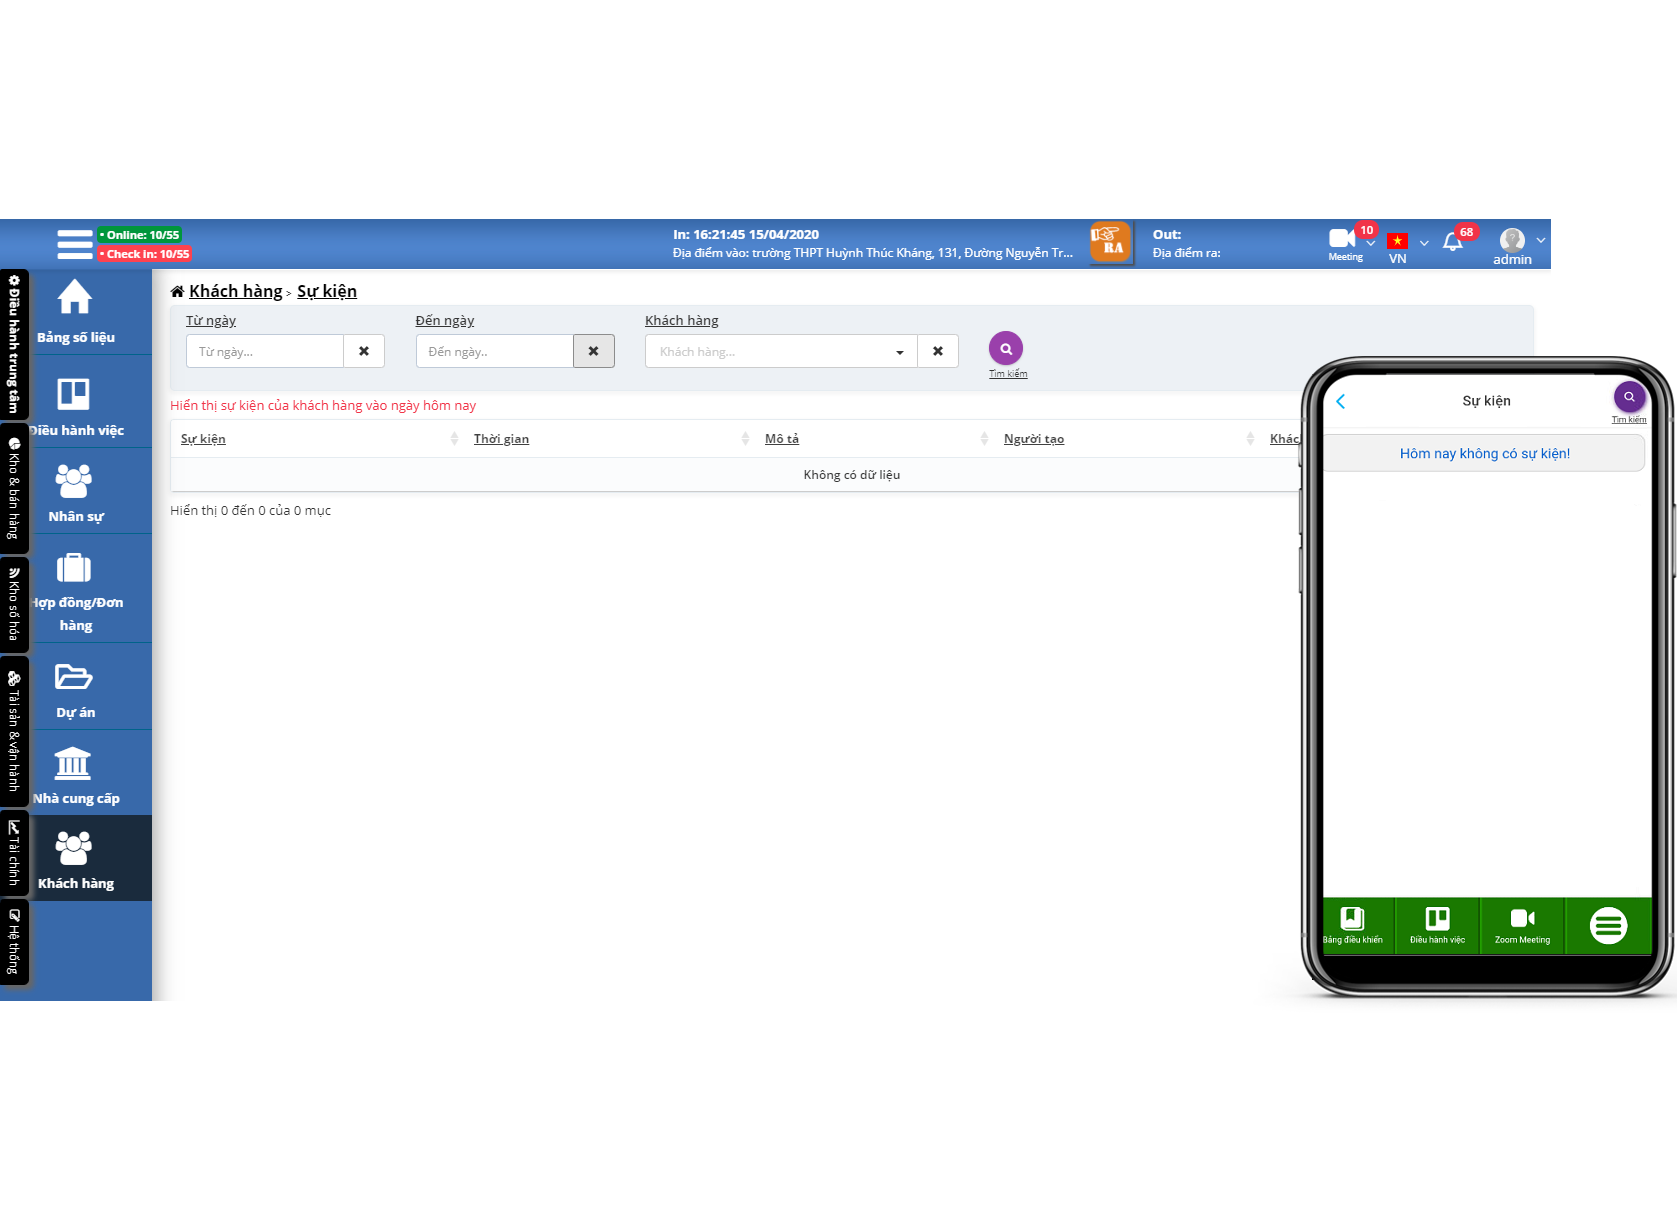 • Online: 10/55
• Check In: 10/55
In: 16:21:45 15/04/2020
Địa điểm vào: trường THPT Huỳnh Thúc Kháng, 131, Đường Nguyễn Tr...
RA
Out:
Địa điểm ra:
10
Meeting
VN
68
admin
Điều hành trung tâm
Kho & bán hàng
Kho số hóa
Tài sản & vận hành
Tài chính
Hệ thống
Bảng số liệu
Điều hành việc
Nhân sự
Hợp đồng/Đơn
hàng
Dự án
Nhà cung cấp
Khách hàng
Khách hàng > Sự kiện
Từ ngày
Đến ngày
Khách hàng
Từ ngày...
Đến ngày..
Khách hàng...
Tìm kiếm
Hiển thị sự kiện của khách hàng vào ngày hôm nay
Sự kiện
Thời gian
Mô tả
Người tạo
Khác
Không có dữ liệu
Hiển thị 0 đến 0 của 0 mục
Sự kiện
Tìm kiếm
Hôm nay không có sự kiện!
Bảng điều khiển
Điều hành việc
Zoom Meeting